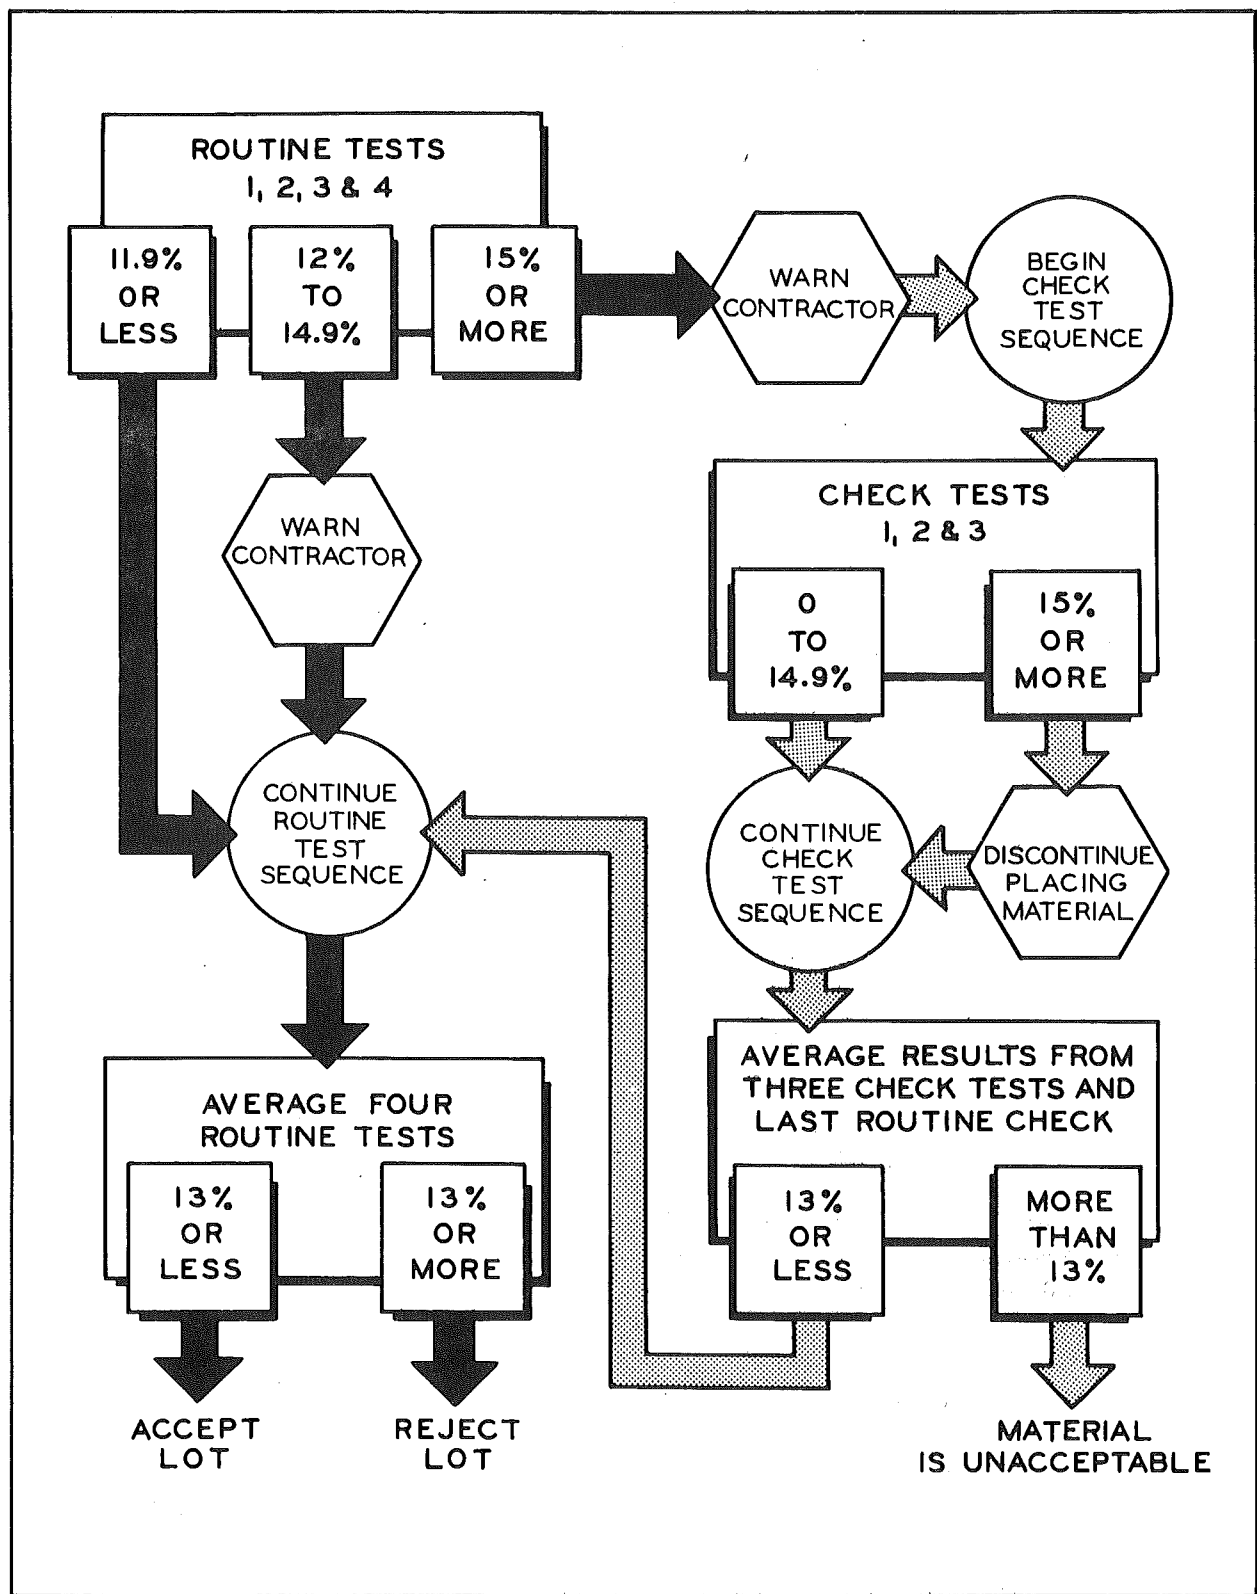 ROUTINE TESTS
1, 2, 3 & 4
11.9%
OR
LESS
12%
TO
14.9%
15%
OR
MORE
WARN
CONTRACTOR
BEGIN
CHECK
TEST
SEQUENCE
WARN
CONTRACTOR
CHECK TESTS
1, 2 & 3
0
TO
14.9%
15%
OR
MORE
CONTINUE
ROUTINE
TEST
SEQUENCE
CONTINUE
CHECK
TEST
SEQUENCE
DISCONTINUE
PLACING
MATERIAL
AVERAGE FOUR
ROUTINE TESTS
13%
OR
LESS
13%
OR
MORE
ACCEPT
LOT
REJECT
LOT
AVERAGE RESULTS FROM
THREE CHECK TESTS AND
LAST ROUTINE CHECK
13%
OR
LESS
MORE
THAN
13%
MATERIAL
IS UNACCEPTABLE